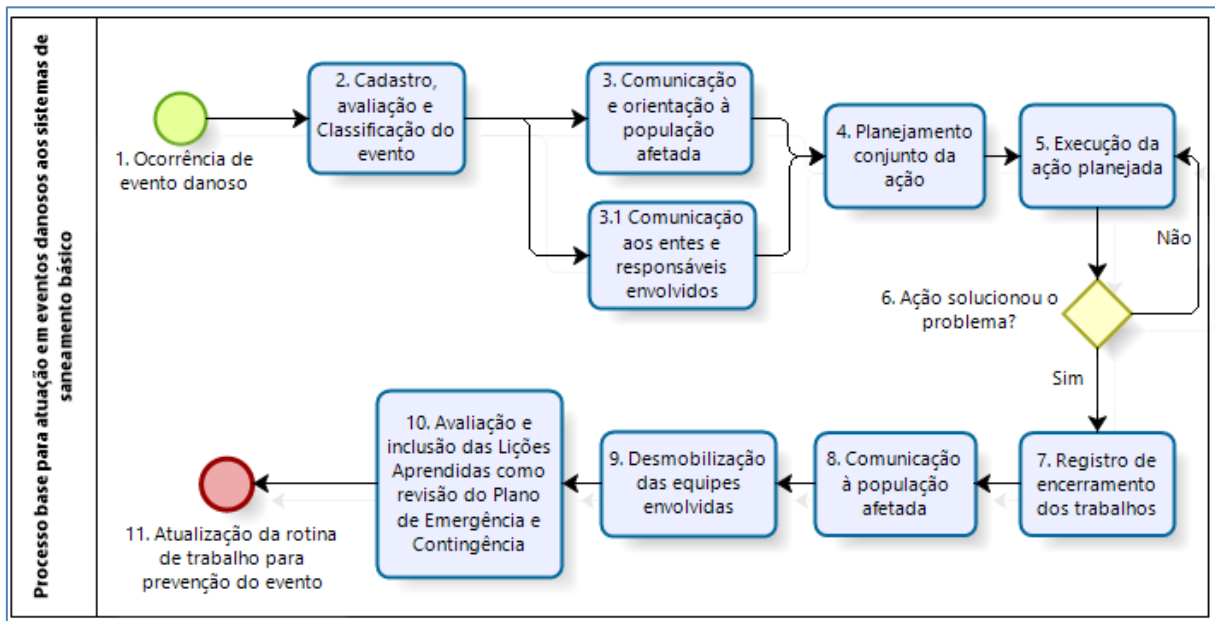 Processo base para atuação em eventos danosos aos sistemas de
saneamento básico
1. Ocorrência de
evento danoso
2. Cadastro,
avaliação e
Classificação do
evento
3. Comunicação
e orientação à
população
afetada
3.1 Comunicação
aos entes e
responsáveis
envolvidos
4. Planejamento
conjunto da
ação
5. Execução da
ação planejada
Não
6. Ação solucionou o
problema?
Sim
7. Registro de
encerramento
dos trabalhos
8. Comunicação
à população
afetada
9. Desmobilização
das equipes
envolvidas
10. Avaliação e
inclusão das Lições
Aprendidas como
revisão do Plano
de Emergência e
Contingência
11. Atualização da rotina
de trabalho para
prevenção do evento